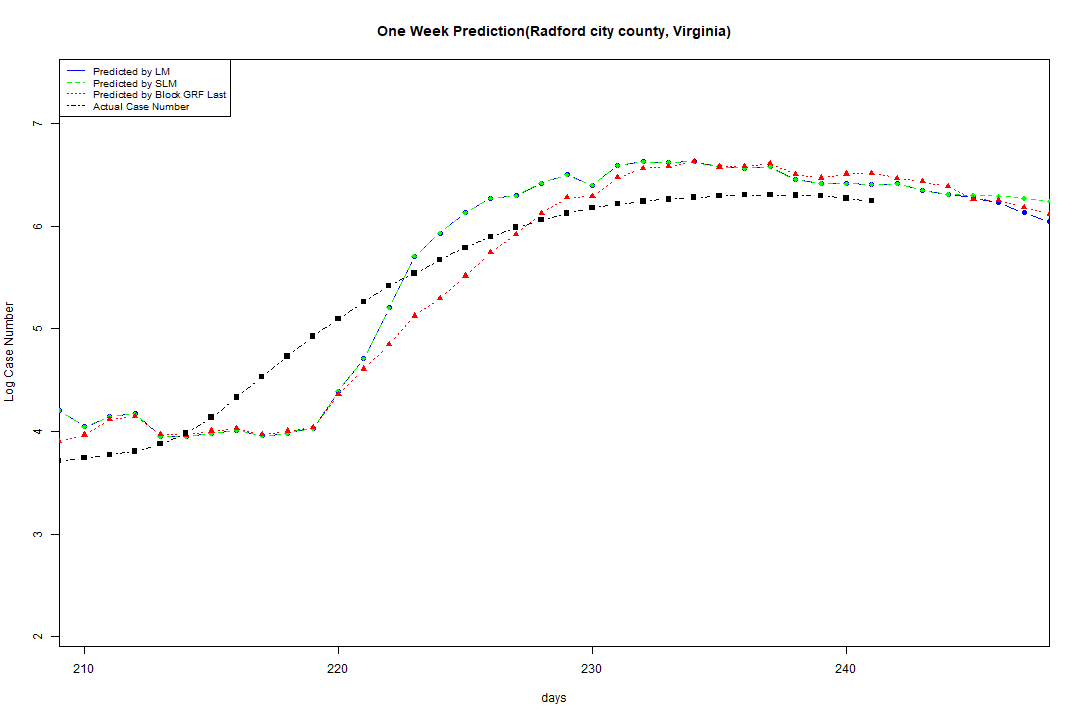 One Week Prediction(Radford city county, Virginia)
Predicted by LM
Predicted by SLM
Predicted by Block GRF Last
Actual Case Number
7
6
5
4
3
2
Log Case Number
210 220 230 240
days